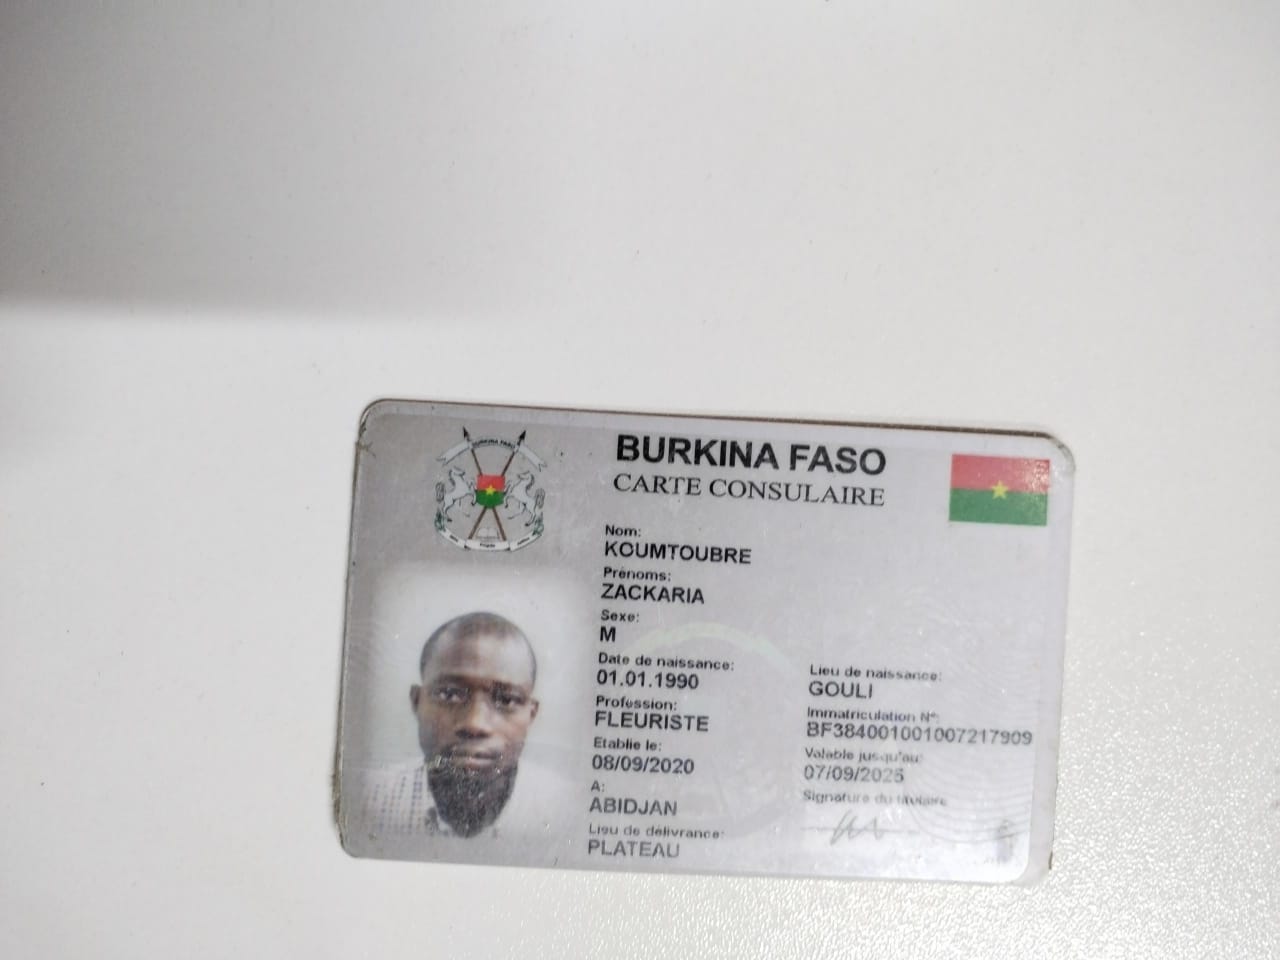 BURKINA FASO
BURKINA FASO
CARTE CONSULAIRE
Nom:
KOUMTOUBRE
Prénoms:
ZACKARIA
Sexe:
M
Date de naissance:
01.01.1990
Lieu de naissance:
GOULI
Profession:
FLEURISTE
Immatriculation N°:
BF384001001007217909
Etablie le:
08/09/2020
Valable jusqu'au:
07/09/2025
A:
ABIDJAN
Signature du titulaire
Lieu de délivrance:
PLATEAU